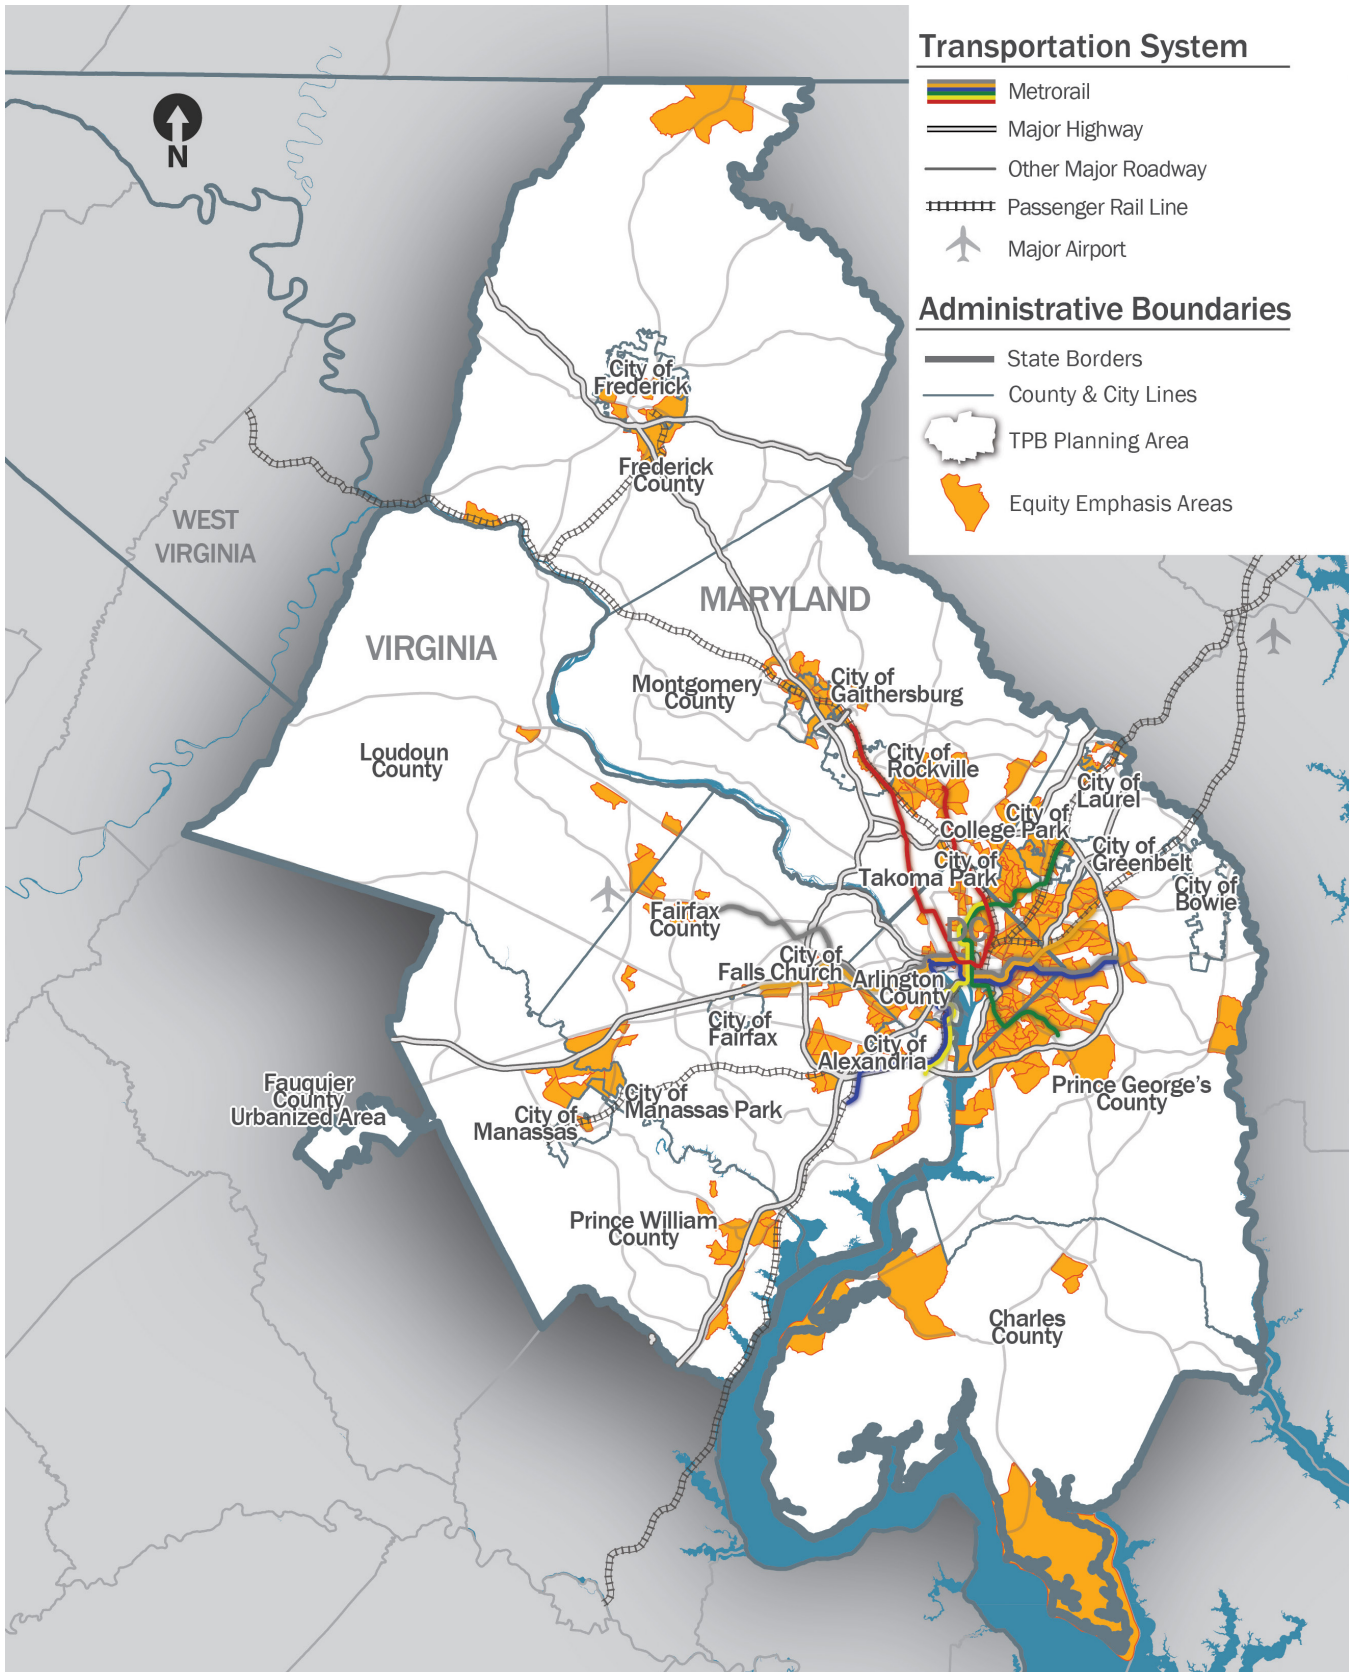 Transportation System
Metrorail
Major Highway
Other Major Roadway
Passenger Rail Line
Major Airport
Administrative Boundaries
State Borders
County & City Lines
TPB Planning Area
Equity Emphasis Areas
N
City of
Frederick
Frederick
County
WEST
VIRGINIA
MARYLAND
VIRGINIA
Montgomery
County
City of
Gaithersburg
Loudoun
County
City of
Rockville
City of
Laurel
City of
College Park
City of
Greenbelt
City of
Takoma Park
City of
Bowie
Fairfax
County
DC
City of
Falls Church
Arlington
County
City of
Fairfax
City of
Alexandria
Fauquier
County
Urbanized Area
City of
Manassas Park
City of
Manassas
Prince George's
County
Prince William
County
Charles
County